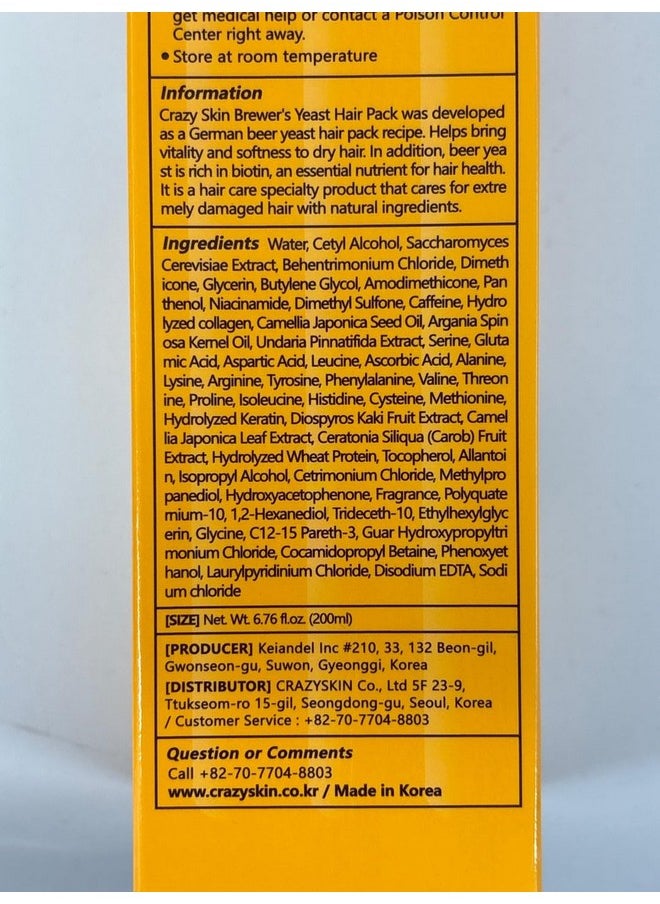 get medical help or contact a Poison Control
Center right away.
• Store at room temperature
Information
Crazy Skin Brewer's Yeast Hair Pack was developed
as a German beer yeast hair pack recipe. Helps bring
vitality and softness to dry hair. In addition, beer yea
st is rich in biotin, an essential nutrient for hair health.
It is a hair care specialty product that cares for extre
mely damaged hair with natural ingredients.
Ingredients Water, Cetyl Alcohol, Saccharomyces
Cerevisiae Extract, Behentrimonium Chloride, Dimeth
icone, Glycerin, Butylene Glycol, Amodimethicone, Pan
thenol, Niacinamide, Dimethyl Sulfone, Caffeine, Hydro
lyzed collagen, Camellia Japonica Seed Oil, Argania Spin
osa Kernel Oil, Undaria Pinnatifida Extract, Serine, Gluta
mic Acid, Aspartic Acid, Leucine, Ascorbic Acid, Alanine,
Lysine, Arginine, Tyrosine, Phenylalanine, Valine, Threon
ine, Proline, Isoleucine, Histidine, Cysteine, Methionine,
Hydrolyzed Keratin, Diospyros Kaki Fruit Extract, Camel
lia Japonica Leaf Extract, Ceratonia Siliqua (Carob) Fruit
Extract, Hydrolyzed Wheat Protein, Tocopherol, Allantoi
n, Isopropyl Alcohol, Cetrimonium Chloride, Methylpro
panediol, Hydroxyacetophenone, Fragrance, Polyquate
rnium-10, 1,2-Hexanediol, Trideceth-10, Ethylhexylglyc
erin, Glycine, C12-15 Pareth-3, Guar Hydroxypropyltri
monium Chloride, Cocamidopropyl Betaine, Phenoxyet
hanol, Laurylpyridinium Chloride, Disodium EDTA, Sodi
um chloride
[SIZE] Net. Wt. 6.76 fl.oz. (200ml)
[PRODUCER] Keiandel Inc #210, 33, 132 Beon-gil,
Gwonseon-gu, Suwon, Gyeonggi, Korea
[DISTRIBUTOR] CRAZYSKIN Co., Ltd 5F 23-9,
Ttukseom-ro 15-gil, Seongdong-gu, Seoul, Korea
/ Customer Service : +82-70-7704-8803
Question or Comments
Call +82-70-7704-8803
www.crazyskin.co.kr / Made in Korea